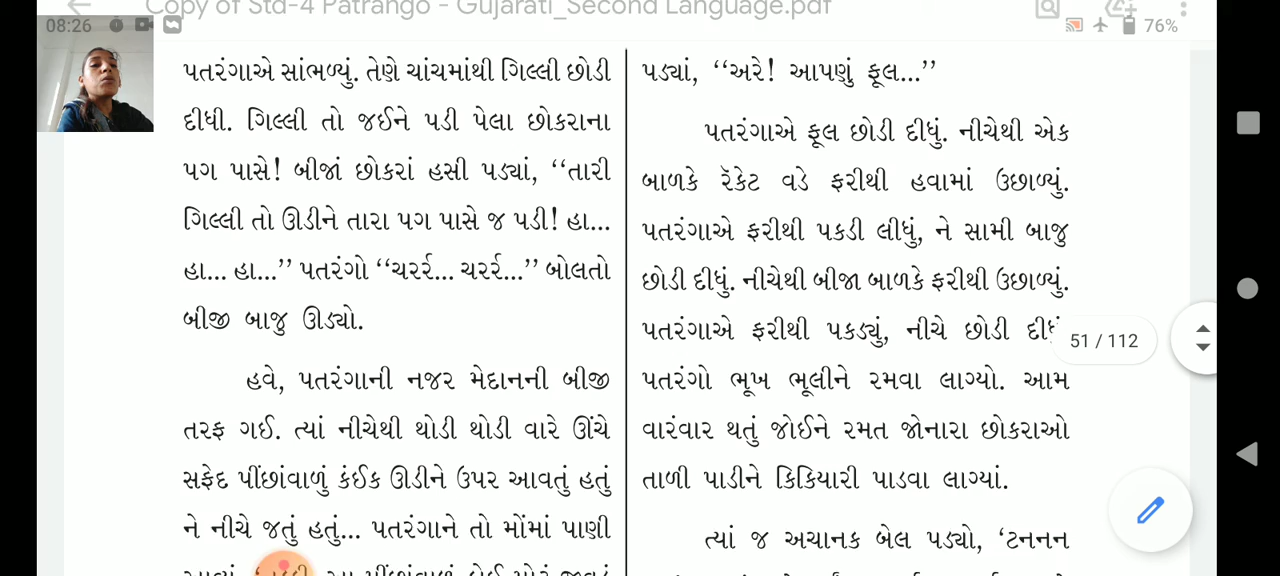 Copy of Std-4 Patrango - Gujarati_Second Language.pdf
08:26
76%
પતરંગાએ સાંભળ્યું. તેણે ચાંચમાંથી ગિલ્લી છોડી
દીધી. ગિલ્લી તો જઈને પડી પેલા છોકરાના
પગ પાસે! બીજાં છોકરાં હસી પડ્યાં, ‘‘તારી
ગિલ્લી તો ઊડીને તારા પગ પાસે જ પડી! હા...
હા... હા...’’ પતરંગો ‘‘ચરર્ર... ચરર્ર...’’ બોલતો
બીજી બાજુ ઊડ્યો.
હવે, પતરંગાની નજર મેદાનની બીજી
તરફ ગઈ. ત્યાં નીચેથી થોડી થોડી વારે ઊંચે
સફેદ પીંછાંવાળું કંઈક ઊડીને ઉપર આવતું હતું
ને નીચે જતું હતું... પતરંગાને તો મોંમાં પાણી
પડ્યાં, ‘‘અરે! આપણું ફૂલ...’’
પતરંગાએ ફૂલ છોડી દીધું. નીચેથી એક
બાળકે રૅકેટ વડે ફરીથી હવામાં ઉછાળ્યું.
પતરંગાએ ફરીથી પકડી લીધું, ને સામી બાજુ
છોડી દીધું. નીચેથી બીજા બાળકે ફરીથી ઉછાળ્યું.
પતરંગાએ ફરીથી પકડ્યું, નીચે છોડી દીધું
પતરંગો ભૂખ ભૂલીને રમવા લાગ્યો. આમ
વારંવાર થતું જોઈને રમત જોનારા છોકરાઓ
તાળી પાડીને કિકિયારી પાડવા લાગ્યાં.
ત્યાં જ અચાનક બેલ પડ્યો, ‘ટનનન
51 / 112